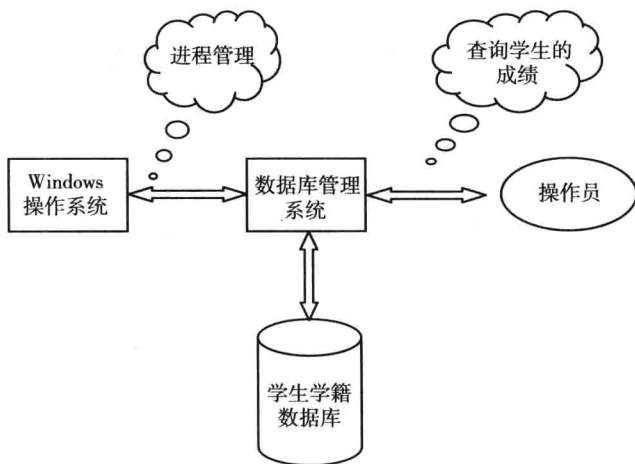 进程管理
查询学生的
成绩
Windows
操作系统
数据库管理
系统
操作员
学生学籍
数据库